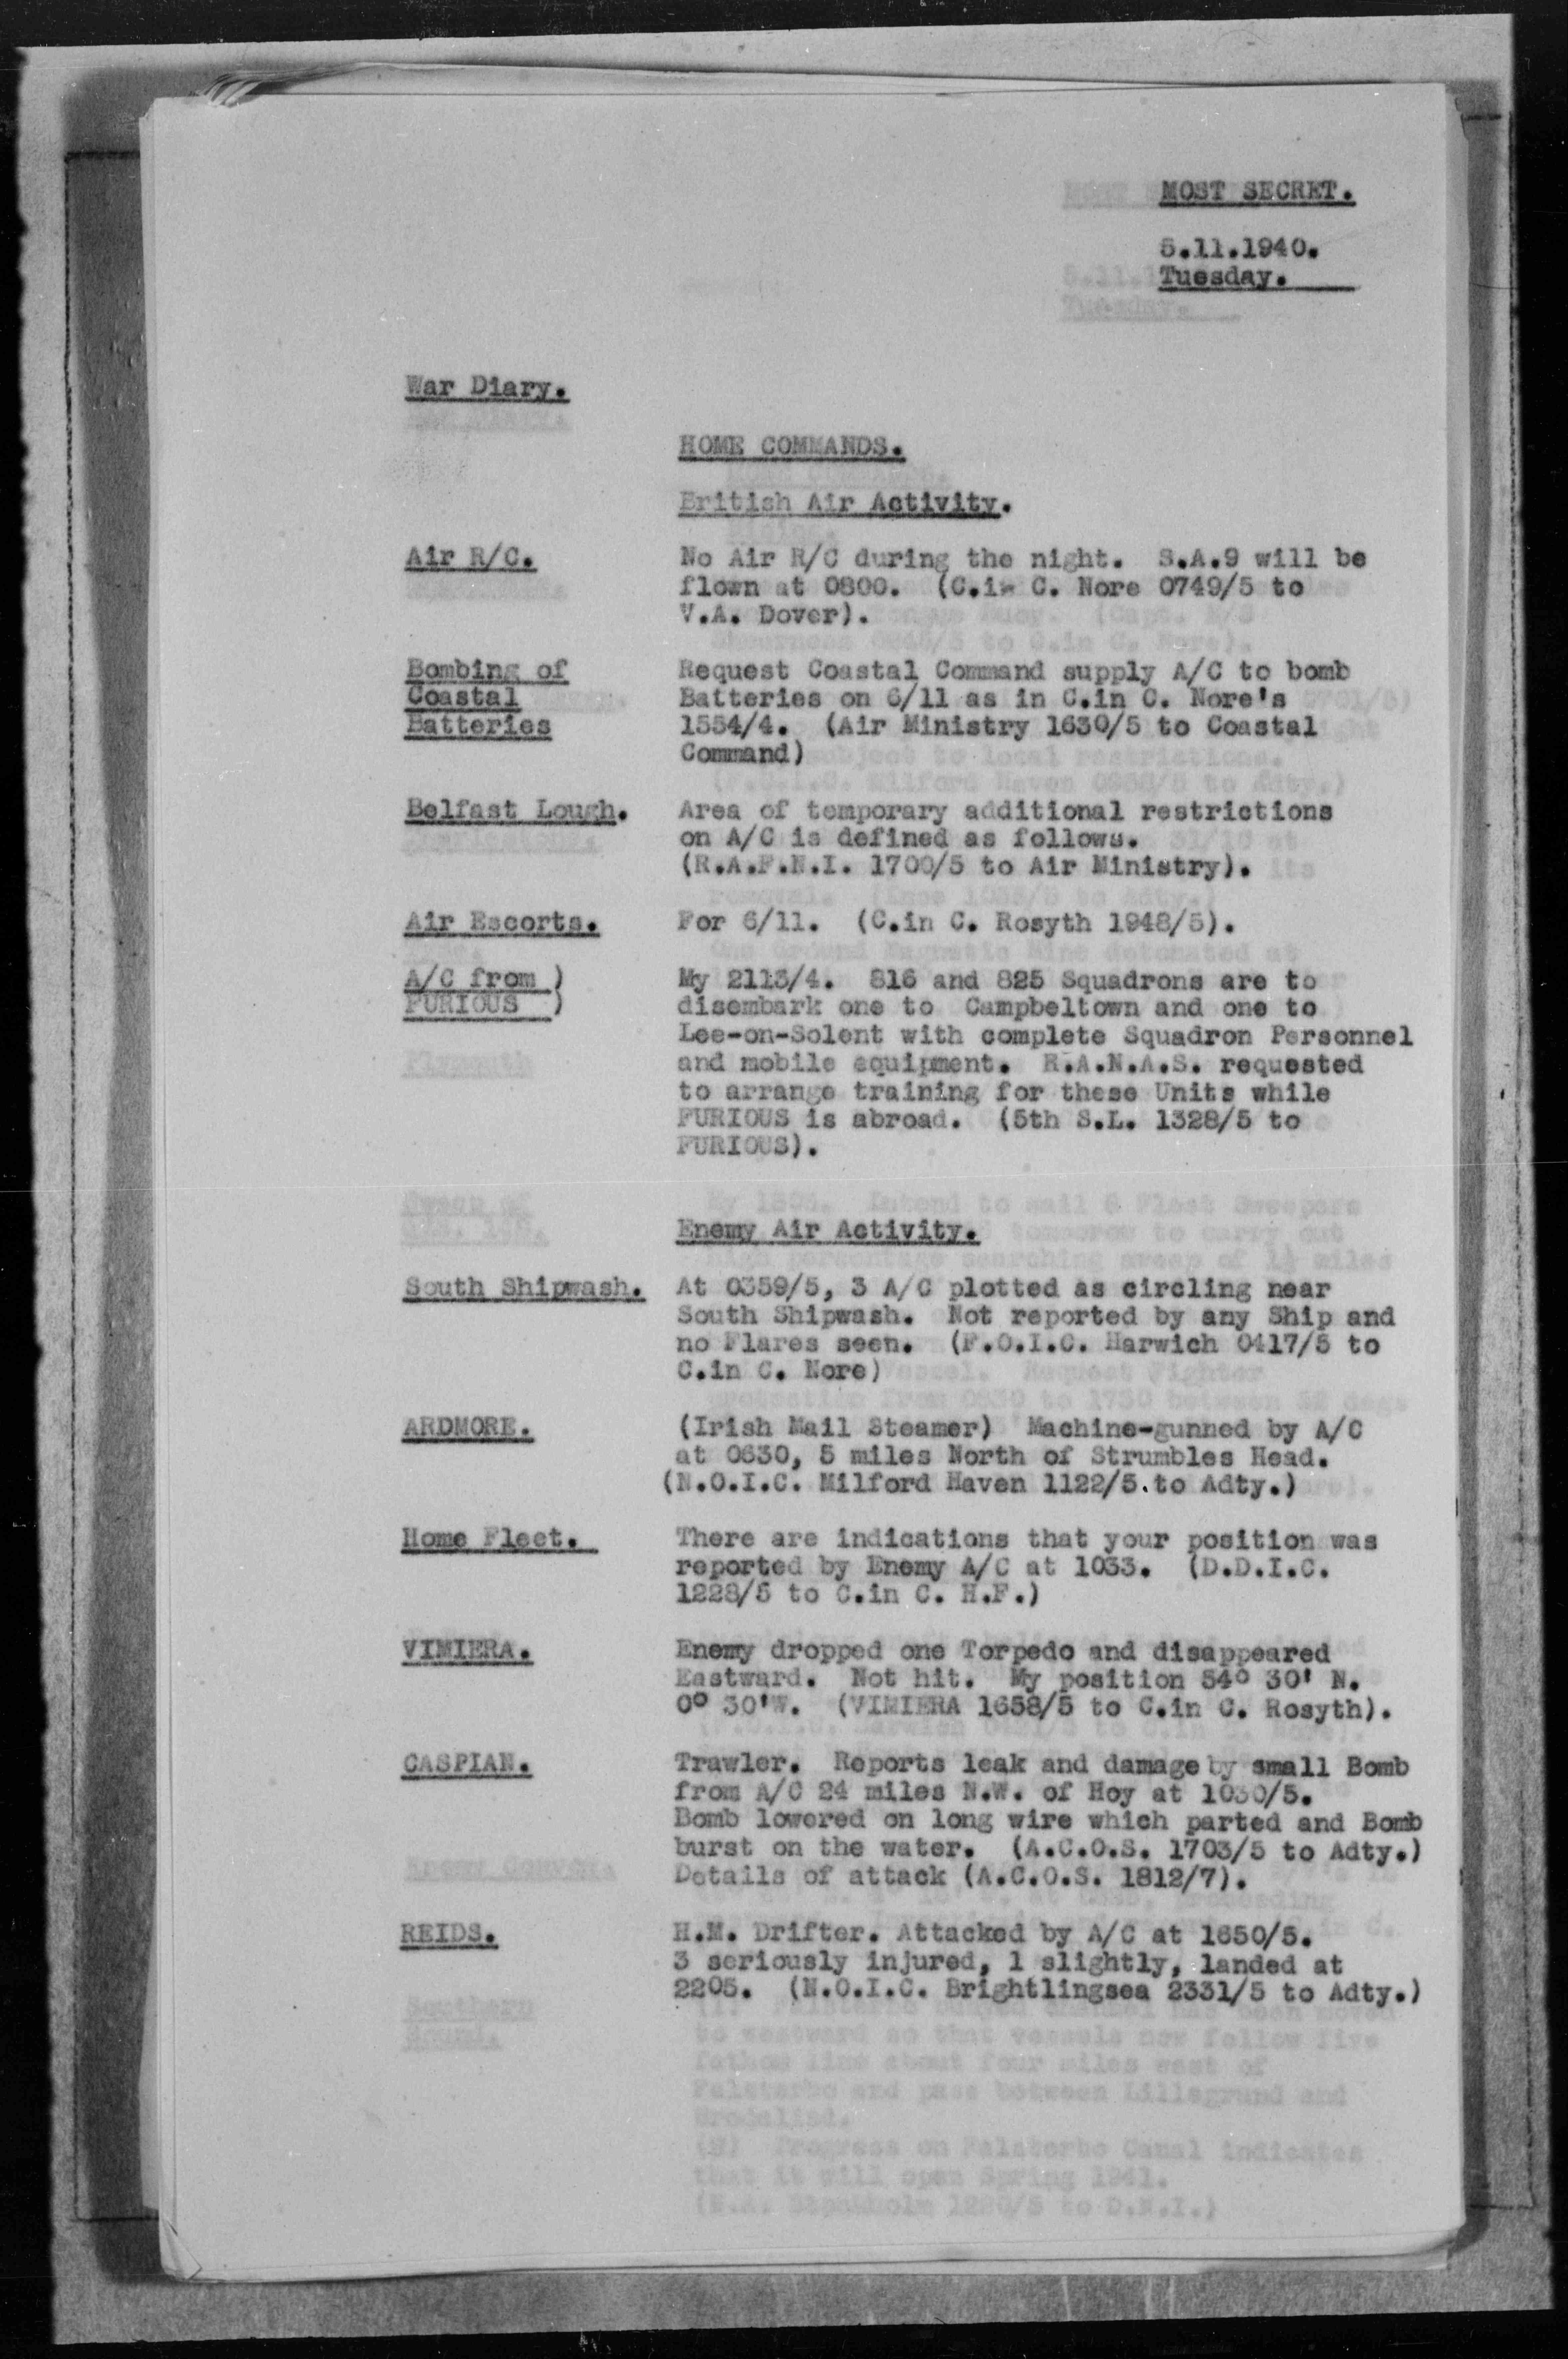 MOST SECRET.
5.11.1940.
Tuesday.
War Diary.
HOME COMMANDS.
British Air Activity.
Air R/C. No Air R/C during the night. S.A.9 will be
flown at 0800. (C.in C. Nore 0749/5 to
V.A. Dover).
Bombing of Request Coastal Command supply A/C to bomb
Coastal Batteries on 6/11 as in C.in C. Nore's
Batteries 1554/4. (Air Ministry 1630/5 to Coastal
Command)
Belfast Lough. Area of temporary additional restrictions
on A/C is defined as follows.
(R.A.F.N.I. 1700/5 to Air Ministry).
Air Escorts. For 6/11. (C.in C. Rosyth 1948/5).
A/C from ) My 2113/4. 816 and 825 Squadrons are to
FURIOUS ) disembark one to Campbeltown and one to
Lee-on-Solent with complete Squadron Personnel
and mobile equipment. R.A.N.A.S. requested
to arrange training for these Units while
FURIOUS is abroad. (5th S.L. 1328/5 to
FURIOUS).
Enemy Air Activity.
South Shipwash. At 0359/5, 3 A/C plotted as circling near
South Shipwash. Not reported by any Ship and
no Flares seen. (F.O.I.C. Harwich 0417/5 to
C.in C. Nore)
ARDMORE. (Irish Mail Steamer) Machine-gunned by A/C
at 0630, 5 miles North of Strumbles Head.
(N.O.I.C. Milford Haven 1122/5.to Adty.)
Home Fleet. There are indications that your position was
reported by Enemy A/C at 1033. (D.D.I.C.
1228/5 to C.in C. H.F.)
VIMIERA. Enemy dropped one Torpedo and disappeared
Eastward. Not hit. My position 54° 30' N.
0° 30'W. (VIMIERA 1658/5 to C.in C. Rosyth).
CASPIAN. Trawler. Reports leak and damage by small Bomb
from A/C 24 miles N.W. of Hoy at 1030/5.
Bomb lowered on long wire which parted and Bomb
burst on the water. (A.C.O.S. 1703/5 to Adty.)
Details of attack (A.C.O.S. 1812/7).
REIDS. H.M. Drifter. Attacked by A/C at 1650/5.
3 seriously injured, 1 slightly, landed at
2205. (N.O.I.C. Brightlingsea 2331/5 to Adty.)